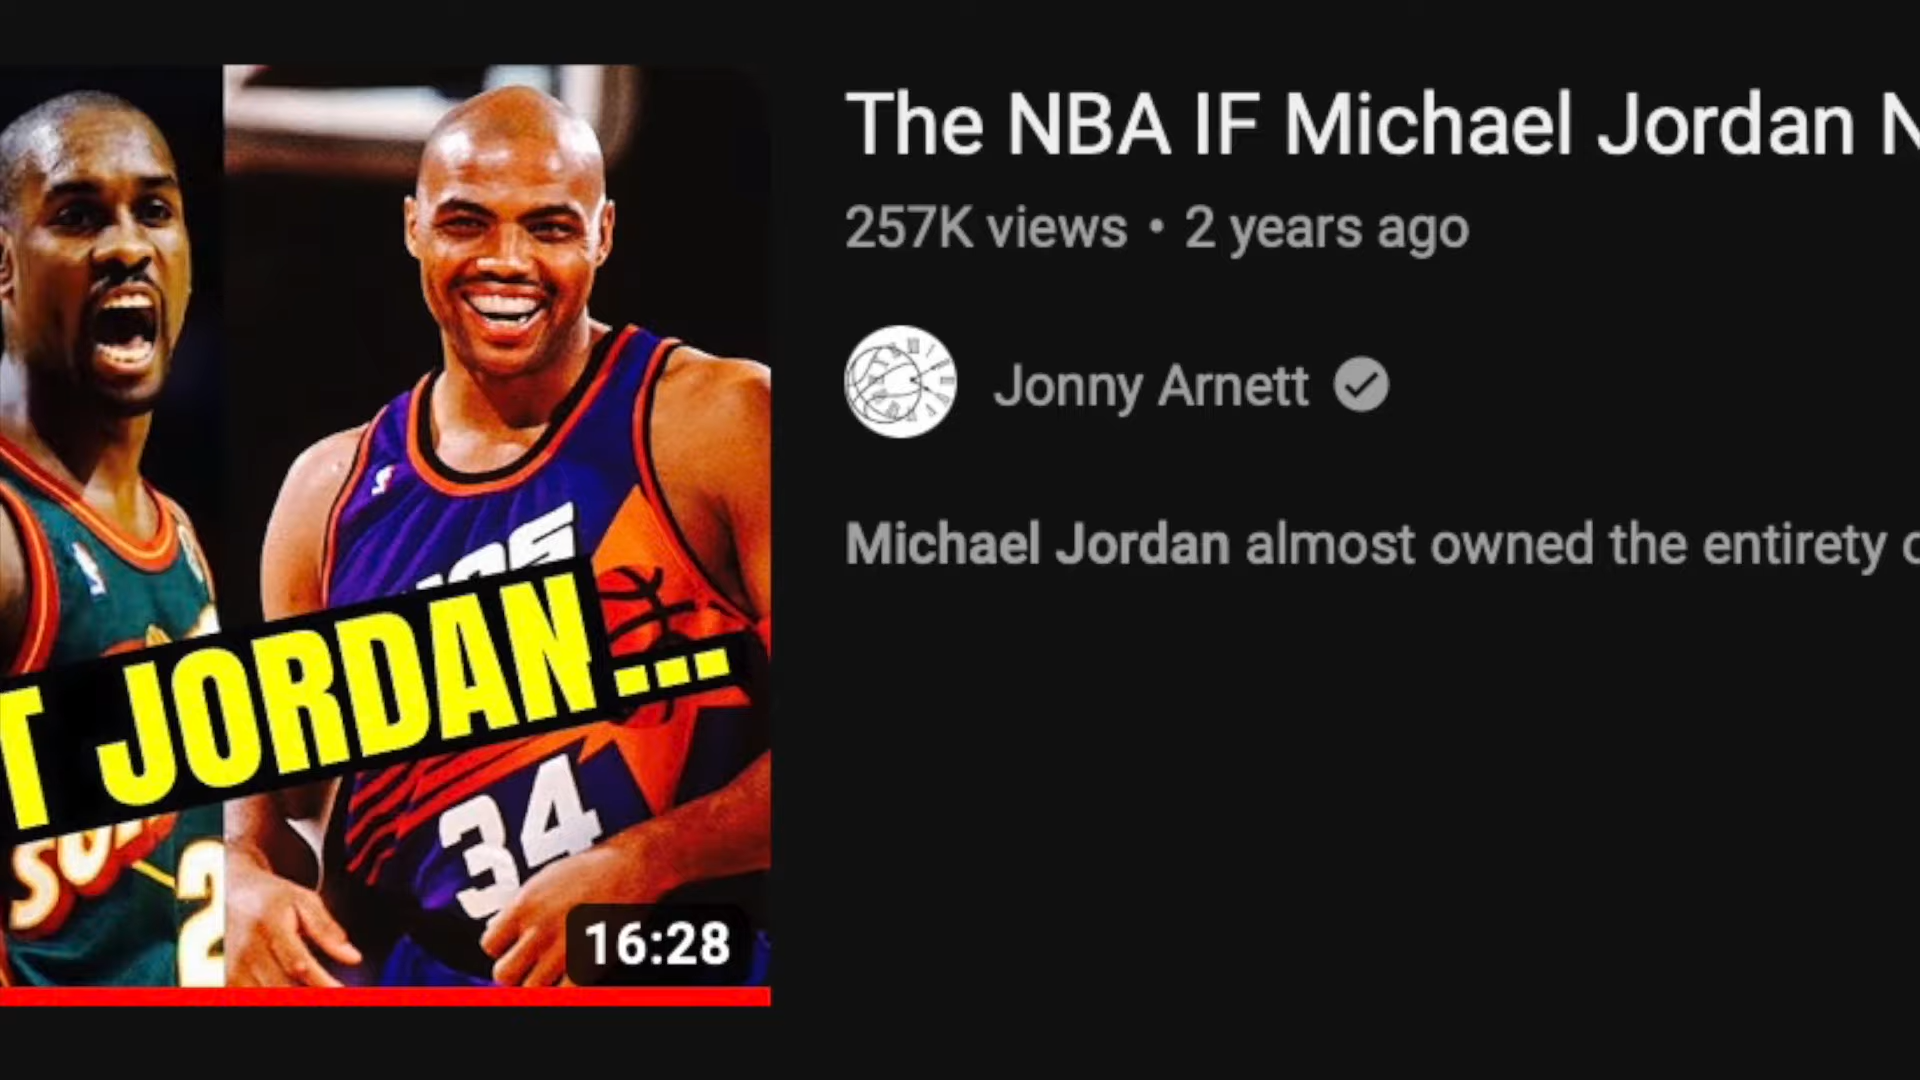 The NBA IF Michael Jordan N
257K views • 2 years ago
Jonny Arnett
Michael Jordan almost owned the entirety
T JORDAN...
34
2
16:28